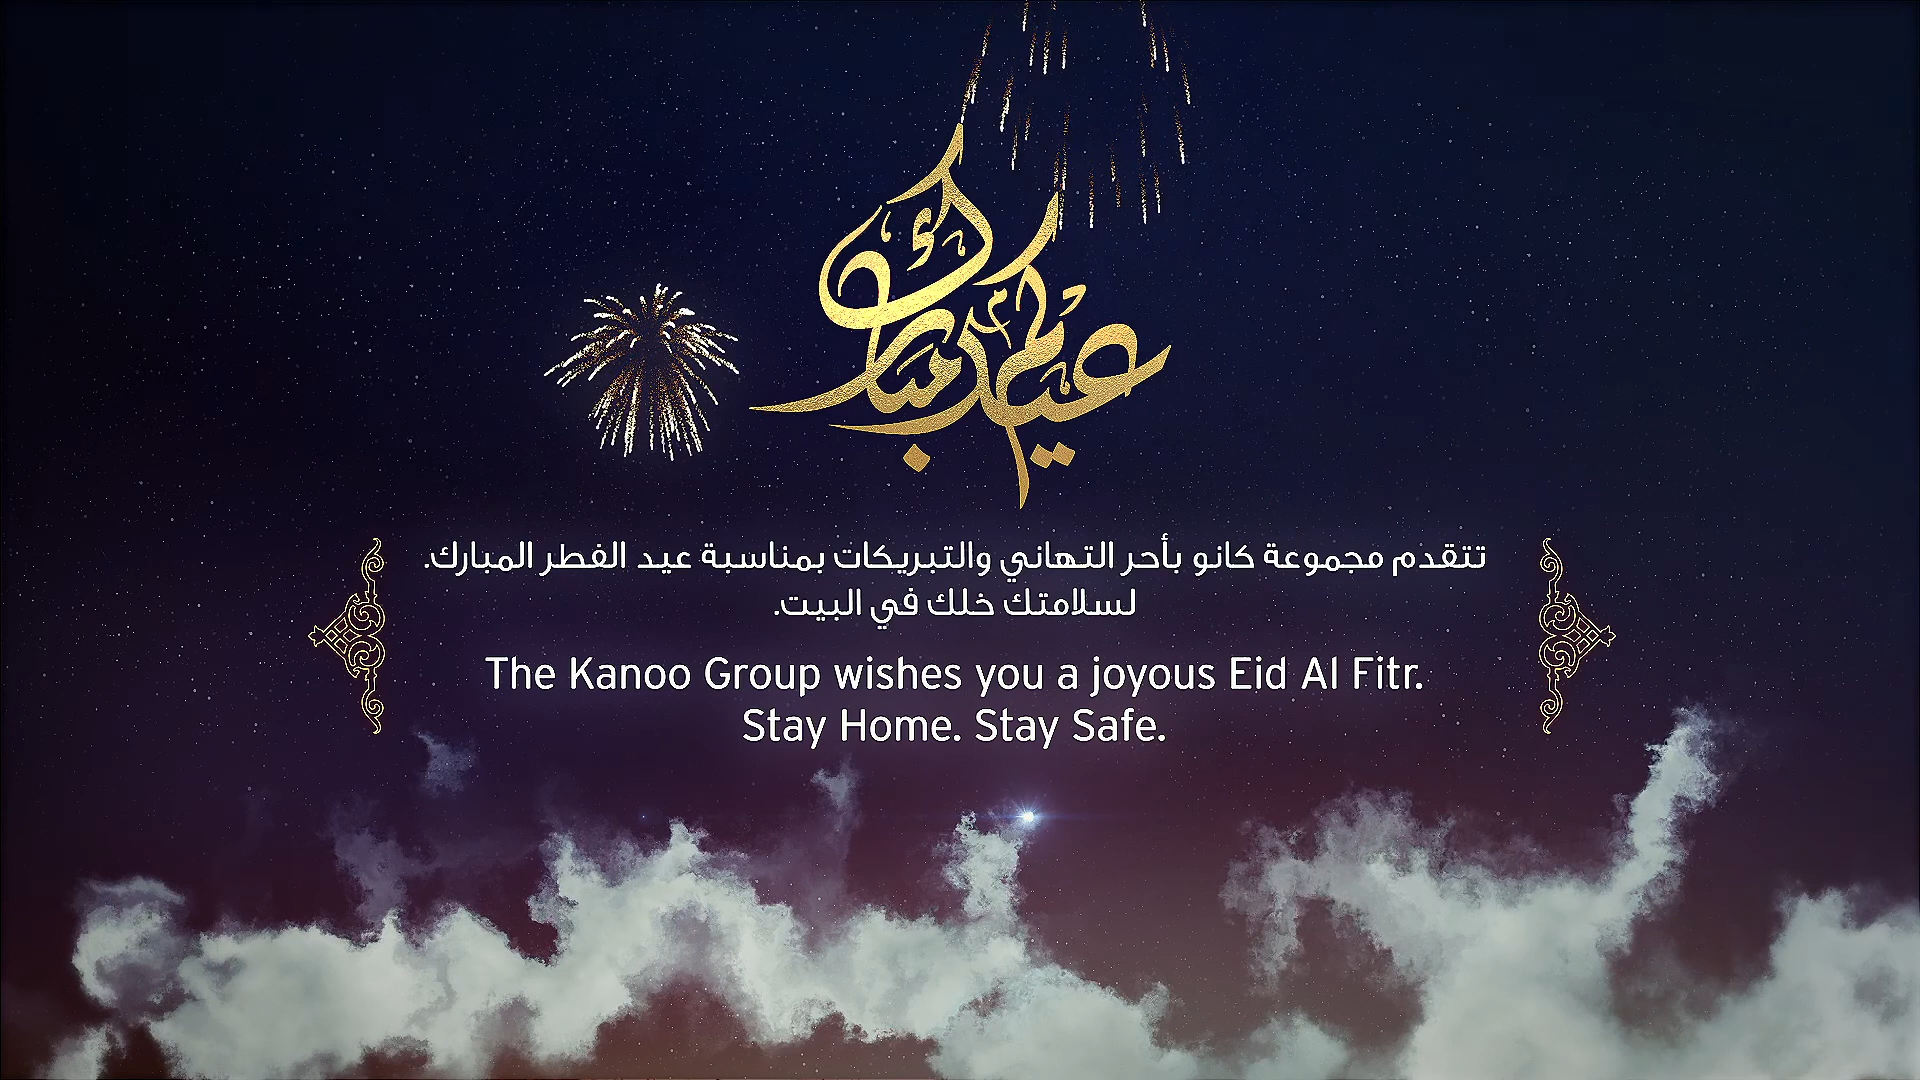 عيدكم مبارك
تتقدم مجموعة كانو بأحر التهاني والتبريكات بمناسبة عيد الفطر المبارك.
لسلامتك خلك في البيت.
The Kanoo Group wishes you a joyous Eid Al Fitr.
Stay Home. Stay Safe.